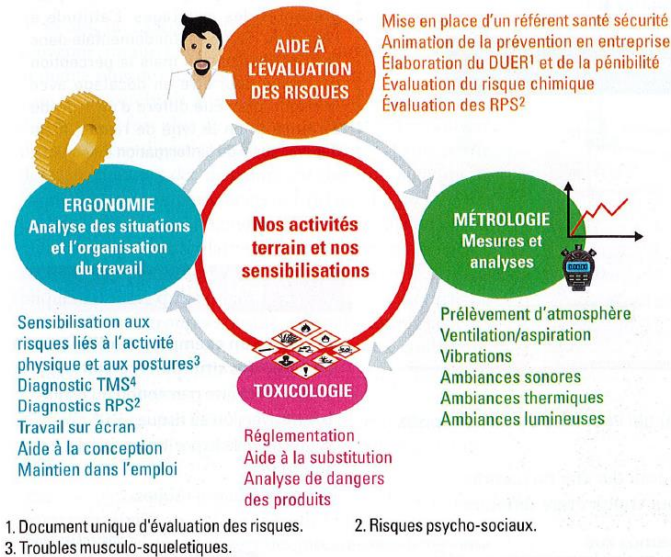 AIDE À
L'ÉVALUATION
DES RISQUES
Mise en place d'un référent santé sécurité
Animation de la prévention en entreprise
Élaboration du DUER¹ et de la pénibilité
Évaluation du risque chimique
Évaluation des RPS²
ERGONOMIE
Analyse des situations
et l'organisation
du travail
Nos activités
terrain et nos
sensibilisations
MÉTROLOGIE
Mesures et
analyses
Sensibilisation aux
risques liés à l'activité
physique et aux postures³
Diagnostic TMS⁴
Diagnostics RPS²
Travail sur écran
Aide à la conception
Maintien dans l'emploi
TOXICOLOGIE
Réglementation
Aide à la substitution
Analyse de dangers
des produits
Prélèvement d'atmosphère
Ventilation/aspiration
Vibrations
Ambiances sonores
Ambiances thermiques
Ambiances lumineuses
1. Document unique d'évaluation des risques.
2. Risques psycho-sociaux.
3. Troubles musculo-squeletiques.